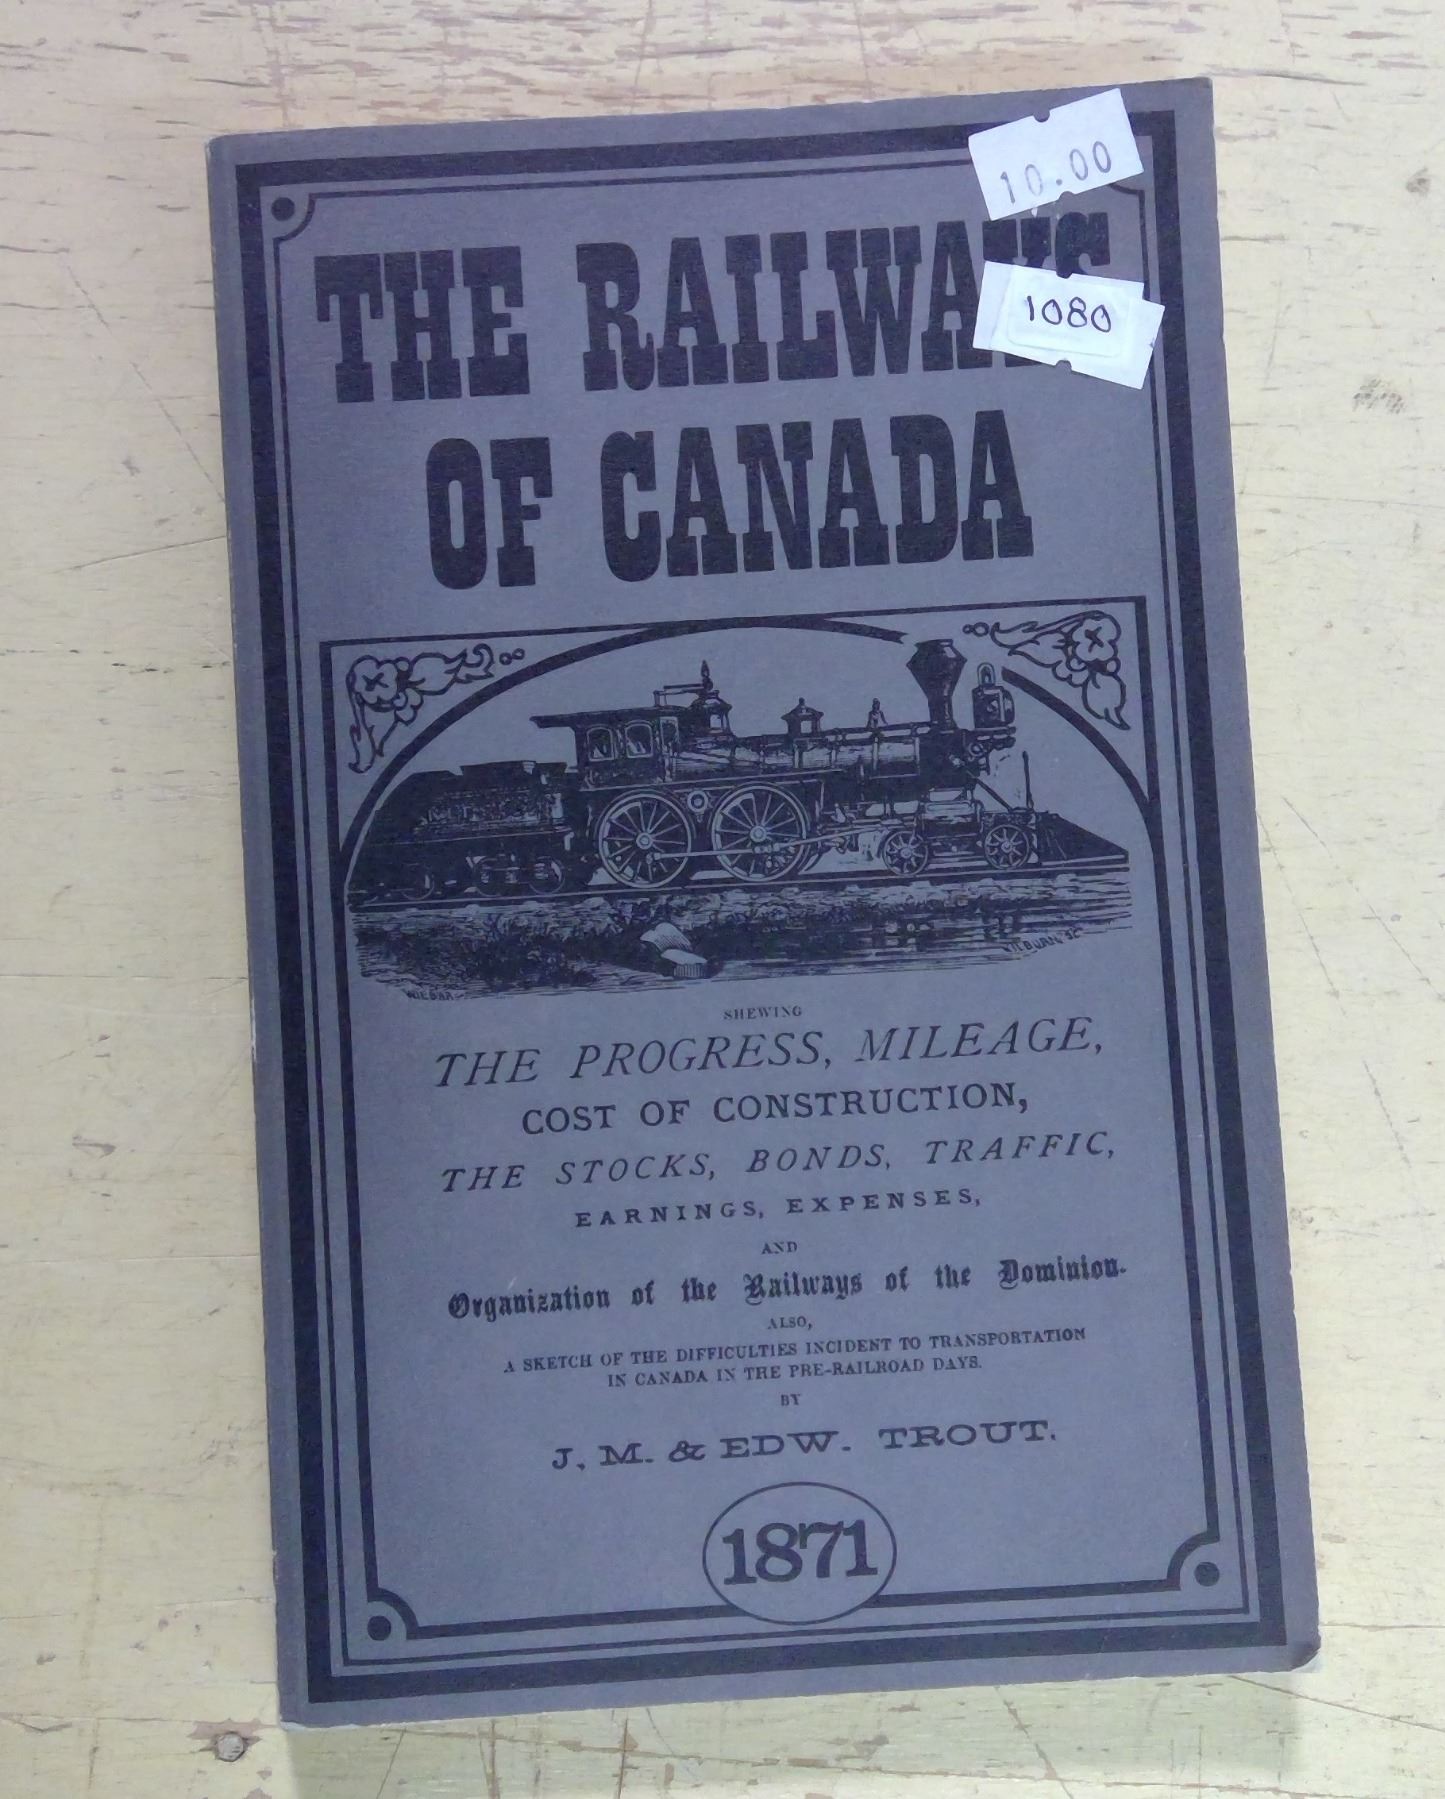 10.00
THE RAILWAYS
1080
OF CANADA
SHEWING
THE PROGRESS, MILEAGE,
COST OF CONSTRUCTION,
THE STOCKS, BONDS, TRAFFIC,
EARNINGS, EXPENSES,
AND
Organization of the Railways of the Dominion.
ALSO,
A SKETCH OF THE DIFFICULTIES INCIDENT TO TRANSPORTATION
IN CANADA IN THE PRE-RAILROAD DAYS.
BY
J. M. & EDW. TROUT.
1871